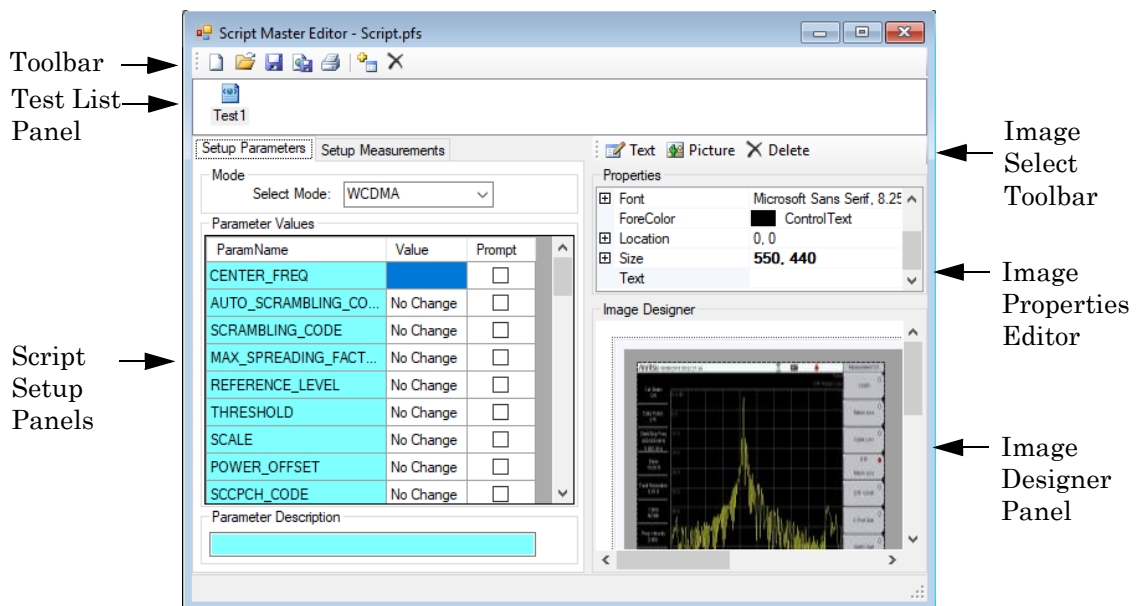 Script Master Editor - Script.pfs
Toolbar
Test List
Panel
Test1
Setup Parameters Setup Measurements
Mode
Select Mode: WCDMA
Parameter Values
ParamName Value Prompt
CENTER_FREQ
AUTO_SCRAMBLING_CO... No Change
SCRAMBLING_CODE No Change
MAX_SPREADING_FACT... No Change
REFERENCE_LEVEL No Change
THRESHOLD No Change
SCALE No Change
POWER_OFFSET No Change
SCCPCH_CODE No Change
Parameter Description
Script
Setup
Panels
Text Picture Delete
Properties
Font Microsoft Sans Serif, 8.25
ForeColor ControlText
Location 0, 0
Size 550, 440
Text
Image Designer
Anritsu
Image
Select
Toolbar
Image
Properties
Editor
Image
Designer
Panel